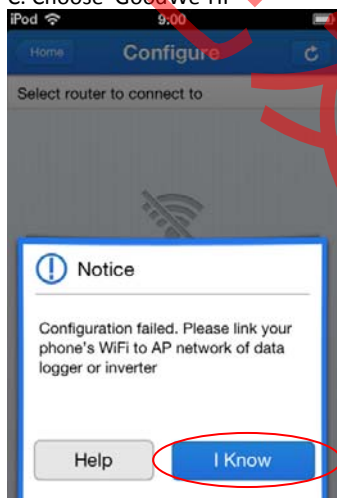 C. Choose 'GoodWe-HF'
iPod 9:00
Home Configure
Select router to connect to
Notice
Configuration failed. Please link your
phone's WiFi to AP network of data
logger or inverter
Help I Know